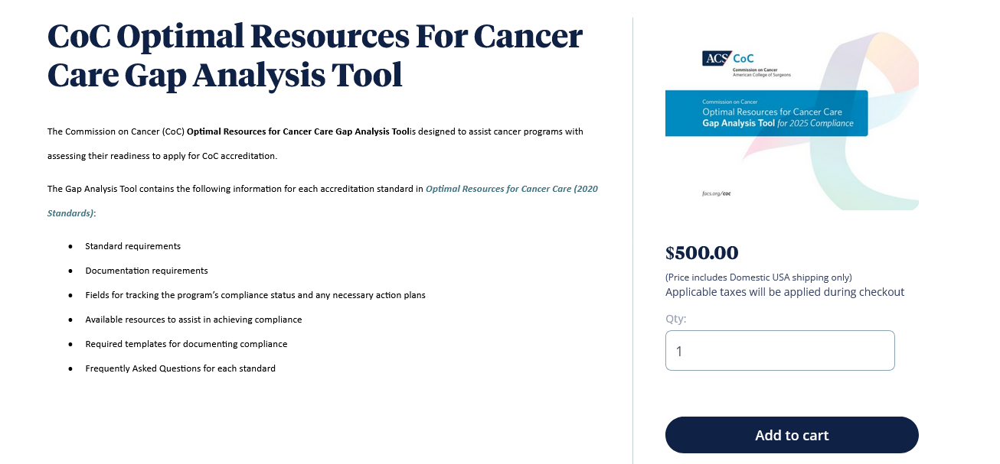 CoC Optimal Resources For Cancer
Care Gap Analysis Tool
The Commission on Cancer (CoC) Optimal Resources for Cancer Care Gap Analysis Toolis designed to assist cancer programs with
assessing their readiness to apply for CoC accreditation.
The Gap Analysis Tool contains the following information for each accreditation standard in Optimal Resources for Cancer Care (2020
Standards):
• Standard requirements
• Documentation requirements
• Fields for tracking the program's compliance status and any necessary action plans
• Available resources to assist in achieving compliance
• Required templates for documenting compliance
• Frequently Asked Questions for each standard
ACS CoC
Commission on Cancer
American College of Surgeons
Commission on Cancer
Optimal Resources for Cancer Care
Gap Analysis Tool for 2025 Compliance
facs.org/coc
$500.00
(Price includes Domestic USA shipping only)
Applicable taxes will be applied during checkout
Qty:
1
Add to cart